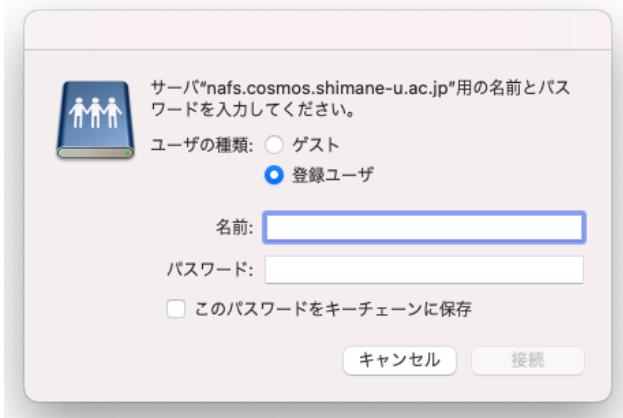 サーバ“nafs.cosmos.shimane-u.ac.jp”用の名前とパス
ワードを入力してください。
ユーザの種類: ゲスト
登録ユーザ
名前:
パスワード:
このパスワードをキーチェーンに保存
キャンセル 接続